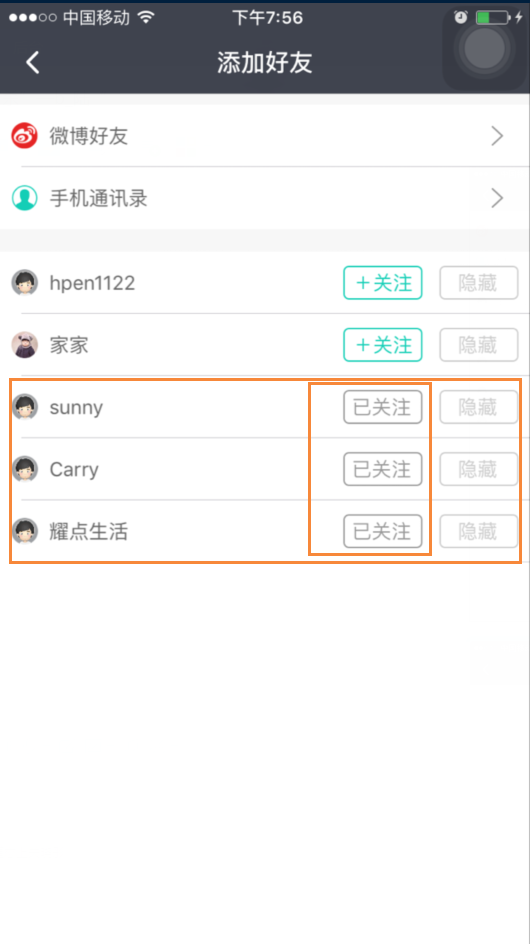 中国移动 下午7:56
添加好友
微博好友
手机通讯录
hpen1122 +关注 隐藏
家家 +关注 隐藏
sunny 已关注 隐藏
Carry 已关注 隐藏
耀点生活 已关注 隐藏